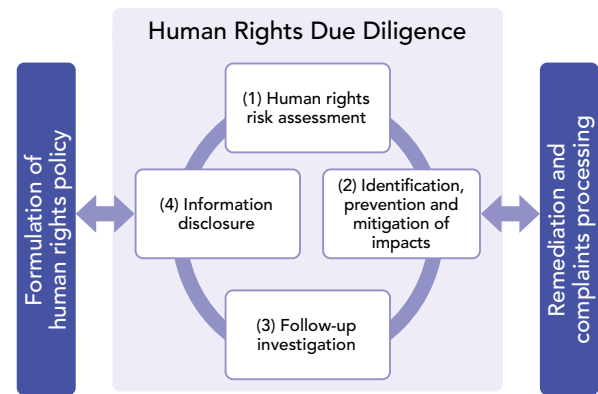 Human Rights Due Diligence
Formulation of
human rights policy
(1) Human rights
risk assessment
(2) Identification,
prevention and
mitigation of
impacts
(3) Follow-up
investigation
(4) Information
disclosure
Remediation and
complaints processing